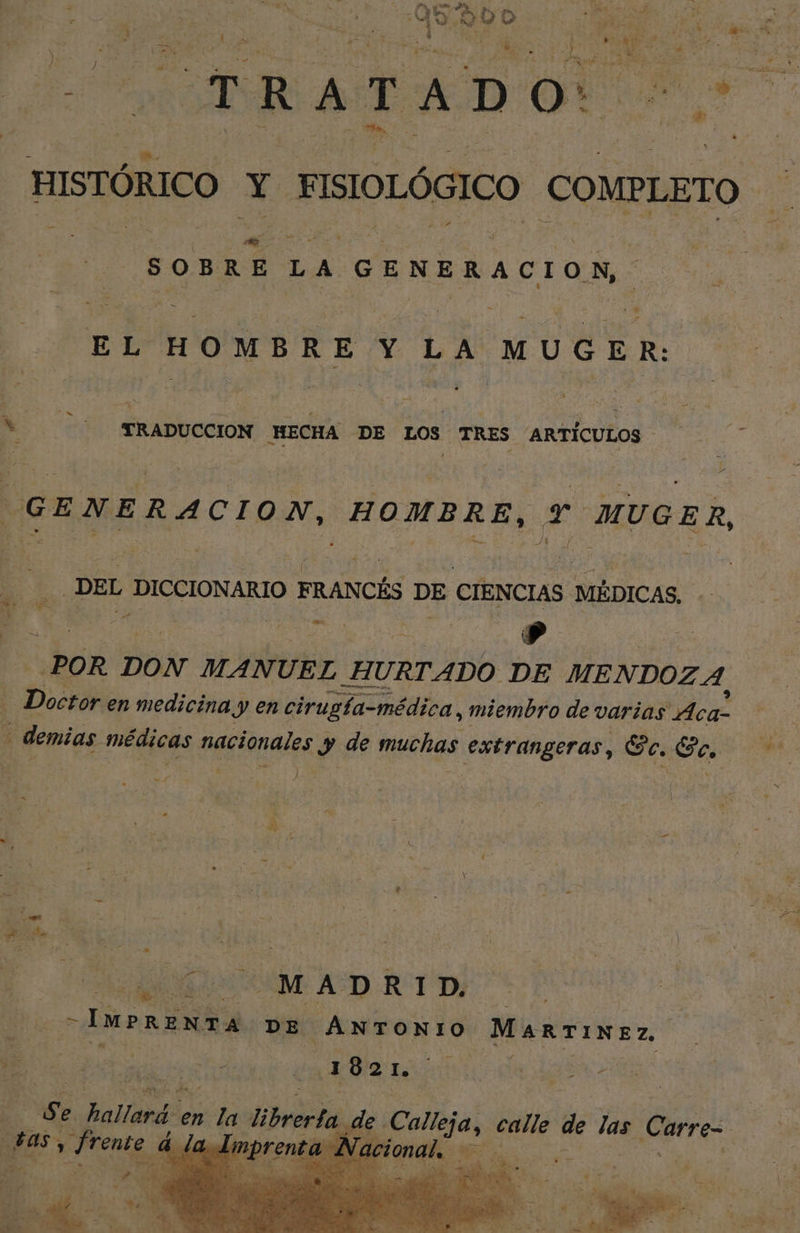 95800
TRATADO
HISTÓRICO Y FISIOLÓGICO COMPLETO
SOBRE LA GENERACION,
EL HOMBRE Y LA MUGER:
TRADUCCION HECHA DE LOS TRES ARTÍCULOS
GENERACION, HOMBRE, Y MUGER,
DEL DICCIONARIO FRANCÉS DE CIENCIAS MÉDICAS.
POR DON MANUEL HURTADO DE MENDOZA,
Doctor en medicina y en cirugía-médica, miembro de varias Aca-
demias médicas nacionales y de muchas extrangeras, &c. &c.
MADRID.
IMPRENTA DE ANTONIO MARTINEZ.
1821.
Se hallará en la librería de Calleja, calle de las Carre-
tas, frente á la Imprenta Nacional.